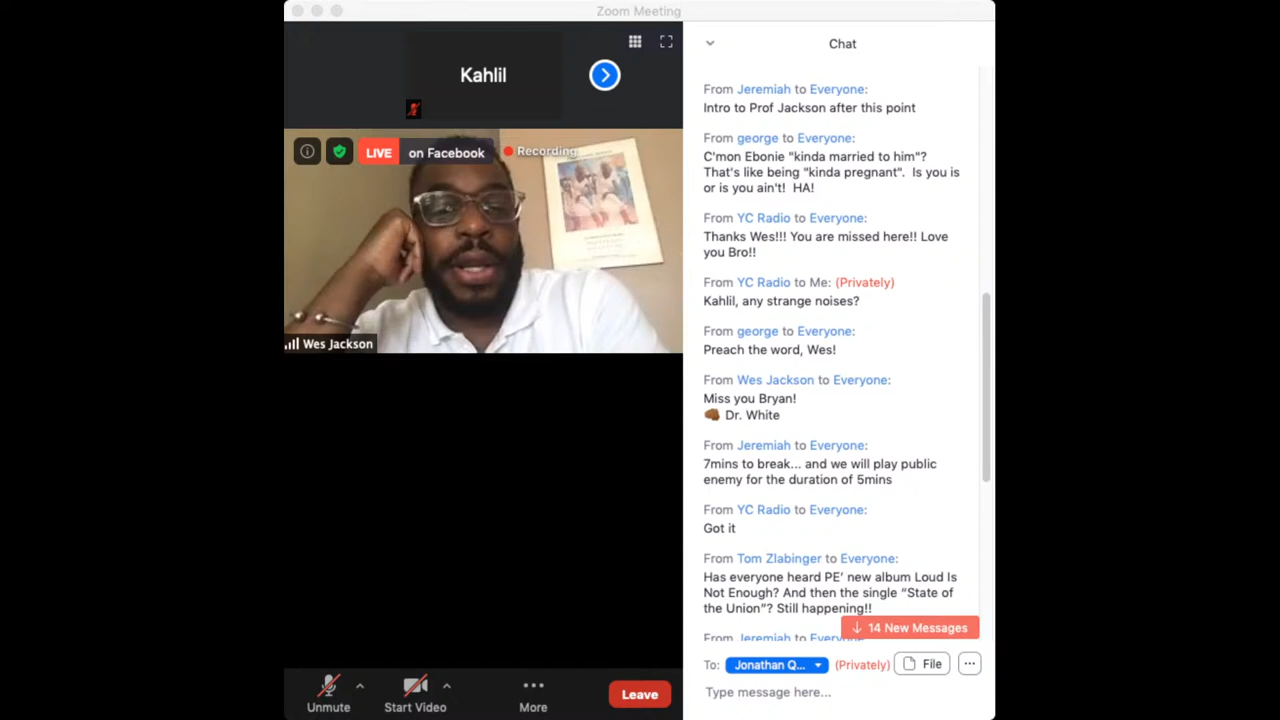 Zoom Meeting
Kahlil
LIVE on Facebook
Recording
Wes Jackson
Unmute
Start Video
More
Leave
Chat
From Jeremiah to Everyone:
Intro to Prof Jackson after this point
From george to Everyone:
C'mon Ebonie "kinda married to him"?
That's like being "kinda pregnant". Is you is
or is you ain't! HA!
From YC Radio to Everyone:
Thanks Wes!!! You are missed here!! Love
you Bro!!
From YC Radio to Me: (Privately)
Kahlil, any strange noises?
From george to Everyone:
Preach the word, Wes!
From Wes Jackson to Everyone:
Miss you Bryan!
👊🏾 Dr. White
From Jeremiah to Everyone:
7mins to break... and we will play public
enemy for the duration of 5mins
From YC Radio to Everyone:
Got it
From Tom Zlabinger to Everyone:
Has everyone heard PE’ new album Loud Is
Not Enough? And then the single “State of
the Union”? Still happening!!
14 New Messages
From Jeremiah to Everyone
To: Jonathan Q... (Privately) File ...
Type message here...